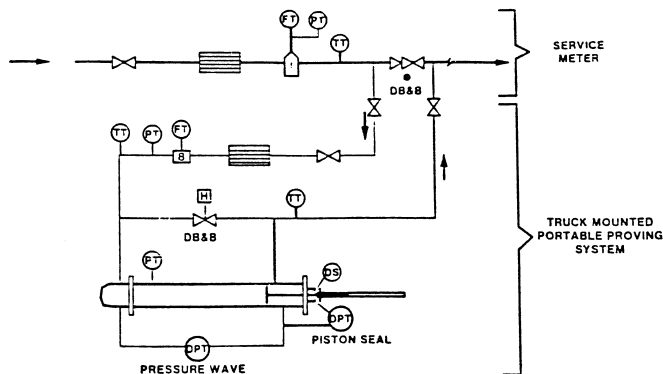 FT
PT
TT
SERVICE
METER
DB&B
TT
PT
FT
8
H
TT
DB&B
TRUCK MOUNTED
PORTABLE PROVING
SYSTEM
PT
DS
DPT
PISTON SEAL
DPT
PRESSURE WAVE